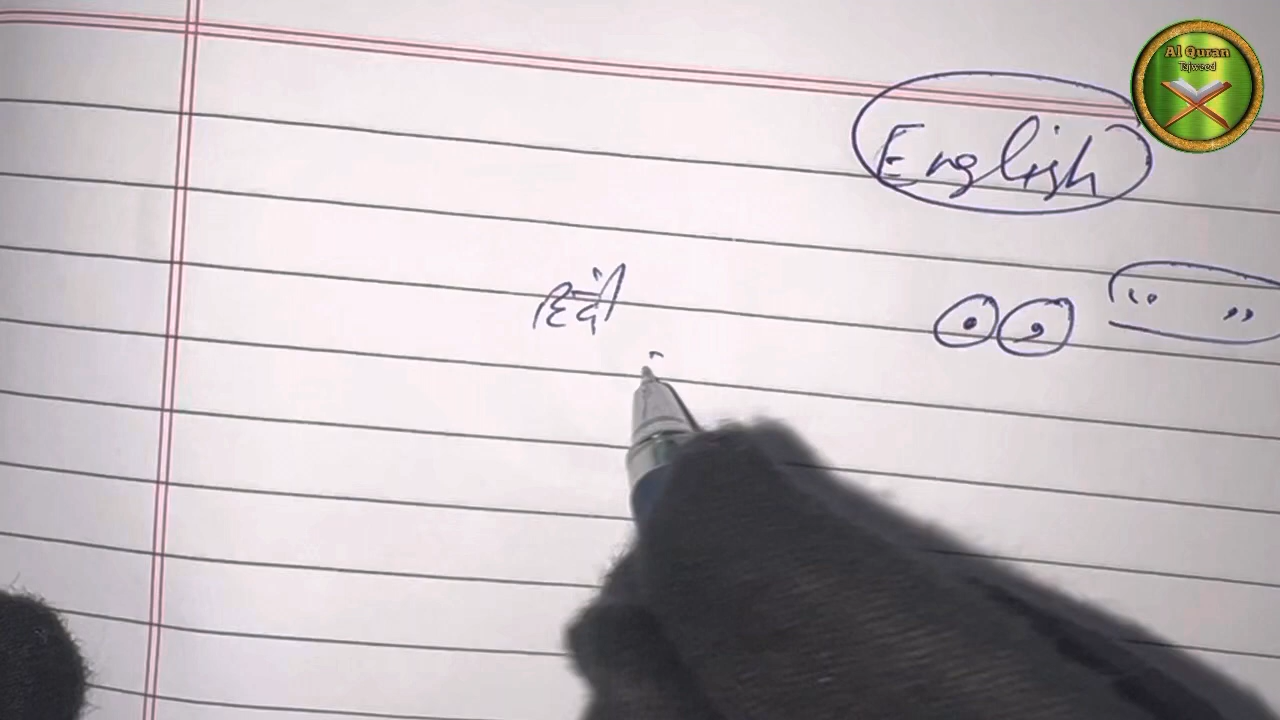 Al Quran
Tajweed
English
. , “ ”